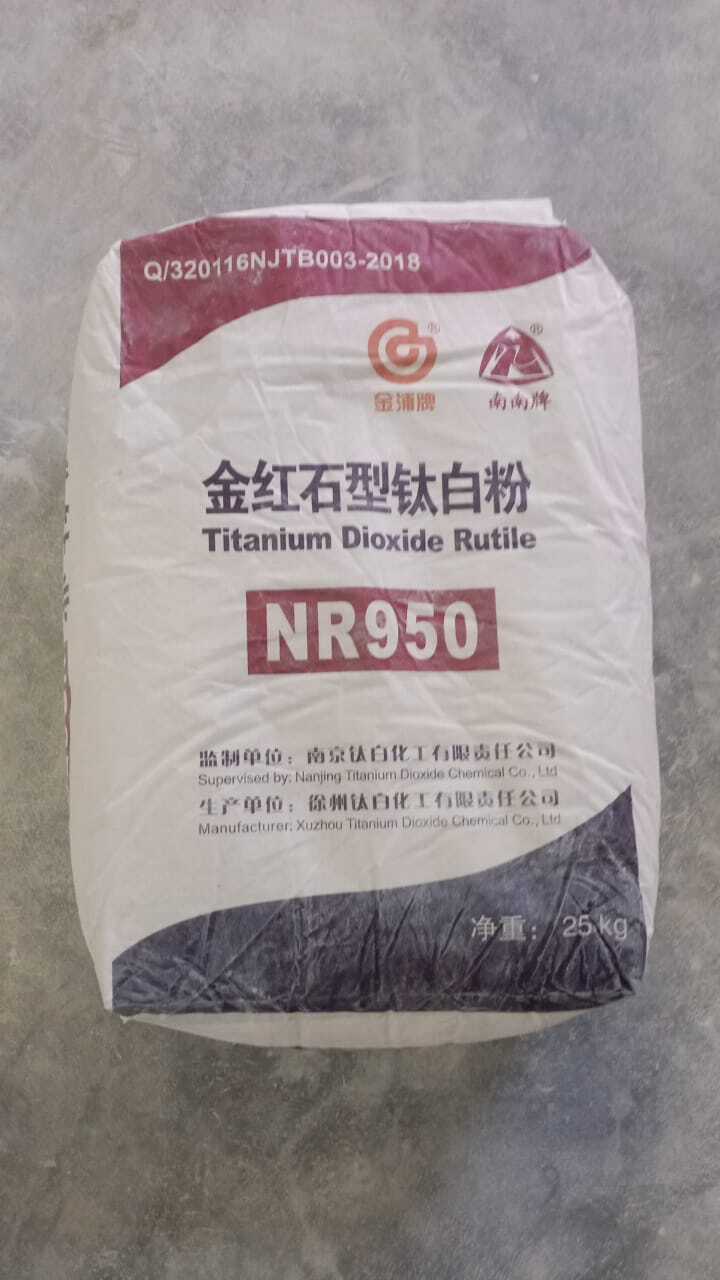 Q/320116NJTB003-2018
® ®
金浦牌 南南牌
金红石型钛白粉
Titanium Dioxide Rutile
NR950
监制单位：南京钛白化工有限责任公司
Supervised by: Nanjing Titanium Dioxide Chemical Co., Ltd
生产单位：徐州钛白化工有限责任公司
Manufacturer: Xuzhou Titanium Dioxide Chemical Co., Ltd
净重：25kg